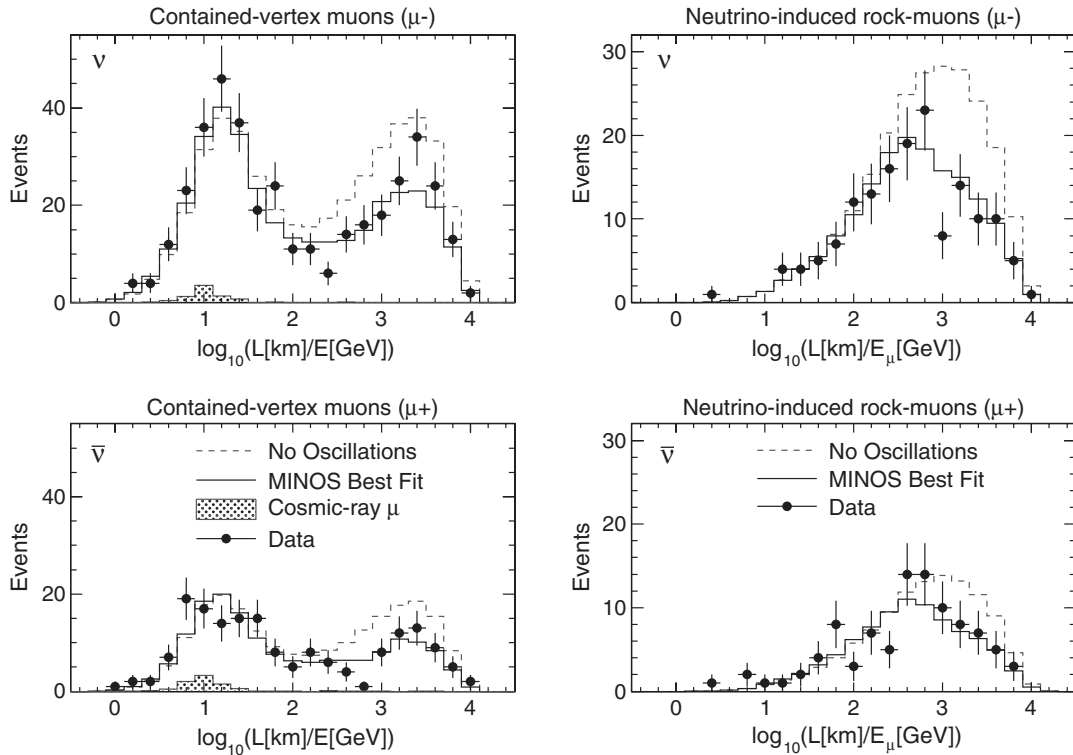 Contained-vertex muons (μ-)
ν
Events
0
20
40
0 1 2 3 4
log₁₀(L[km]/E[GeV])
Neutrino-induced rock-muons (μ-)
ν
Events
0
10
20
30
0 1 2 3 4
log₁₀(L[km]/E_μ[GeV])
Contained-vertex muons (μ+)
ν̅
No Oscillations
MINOS Best Fit
Cosmic-ray μ
Data
Events
0
20
40
0 1 2 3 4
log₁₀(L[km]/E[GeV])
Neutrino-induced rock-muons (μ+)
ν̅
No Oscillations
MINOS Best Fit
Data
Events
0
10
20
30
0 1 2 3 4
log₁₀(L[km]/E_μ[GeV])